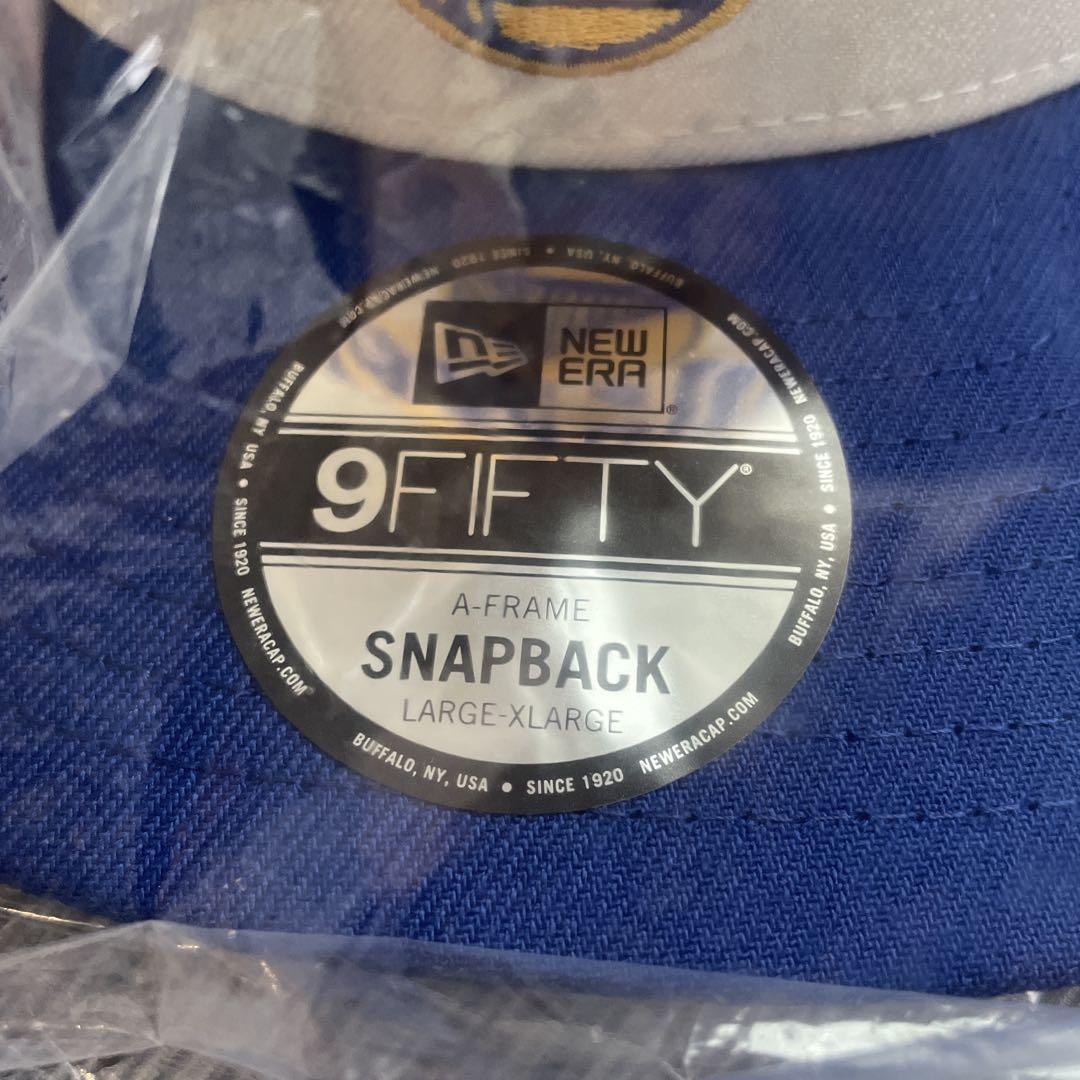 NE
NEW
ERA®
9FIFTY®
A-FRAME
SNAPBACK
LARGE-XLARGE
BUFFALO, NY, USA • SINCE 1920 NEWERACAP.COM
BUFFALO, NY, USA • SINCE 1920 NEWERACAP.COM
BUFFALO, NY, USA • SINCE 1920 NEWERACAP.COM
BUFFALO, NY USA • SINCE 1920 NEWERACAP.COM®